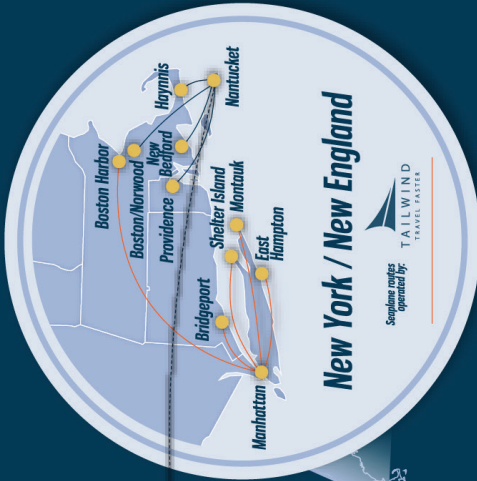 Haynnis
Nantucket
Boston Harbor
Boston/Norwood
New
Bedford
Providence
Shelter Island
Montauk
East
Hampton
Bridgeport
Manhattan
New York / New England
Seaplane routes
operated by:
TAILWIND
TRAVEL FASTER